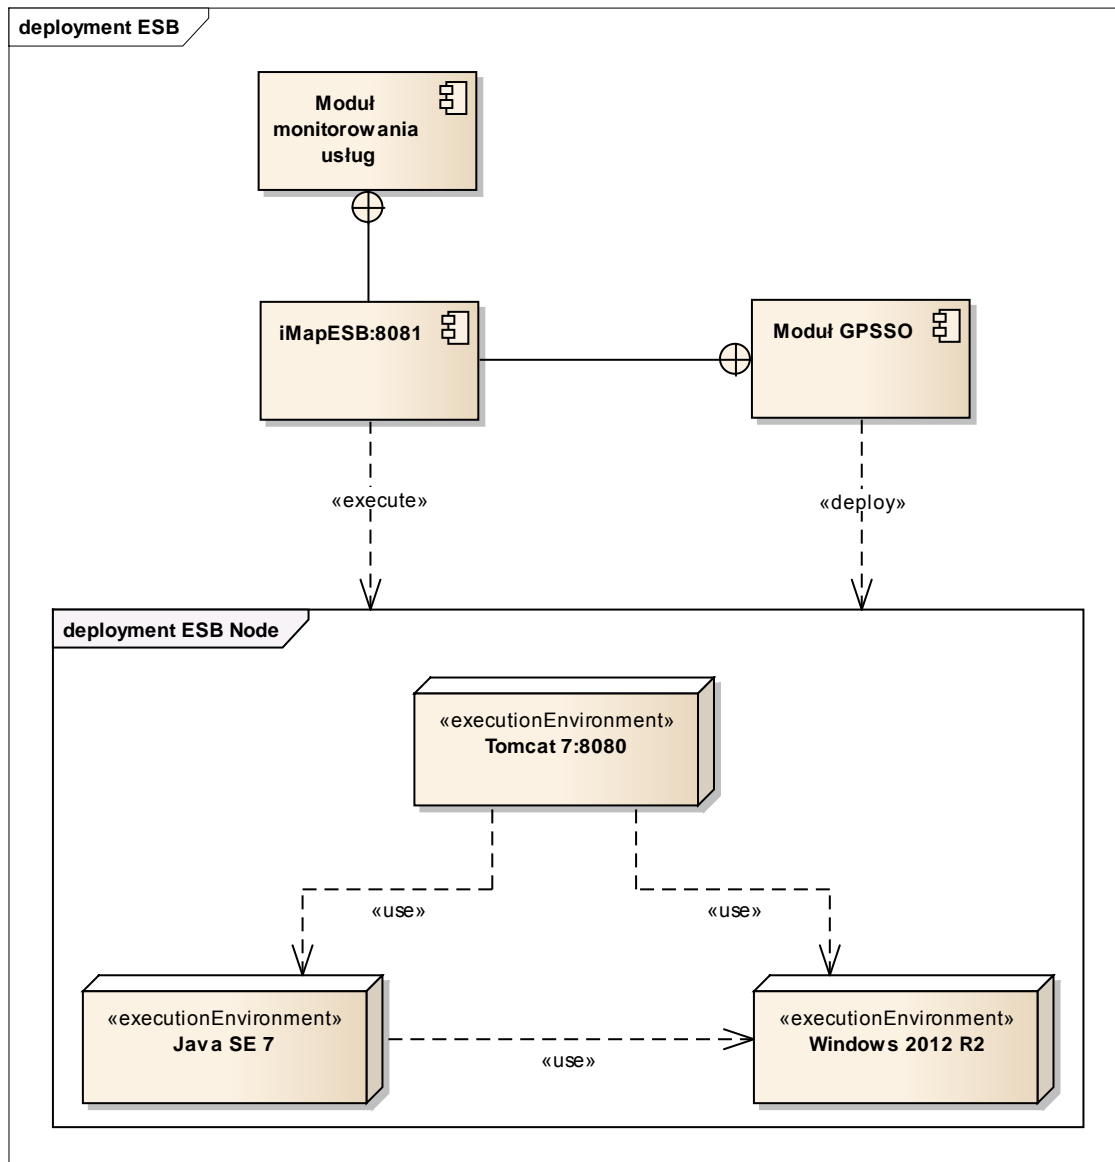 deployment ESB
Moduł
monitorowania
usług
iMapESB:8081
Moduł GPSSO
«execute»
«deploy»
deployment ESB Node
«executionEnvironment»
Tomcat 7:8080
«use»
«use»
«executionEnvironment»
Java SE 7
«executionEnvironment»
Windows 2012 R2
«use»